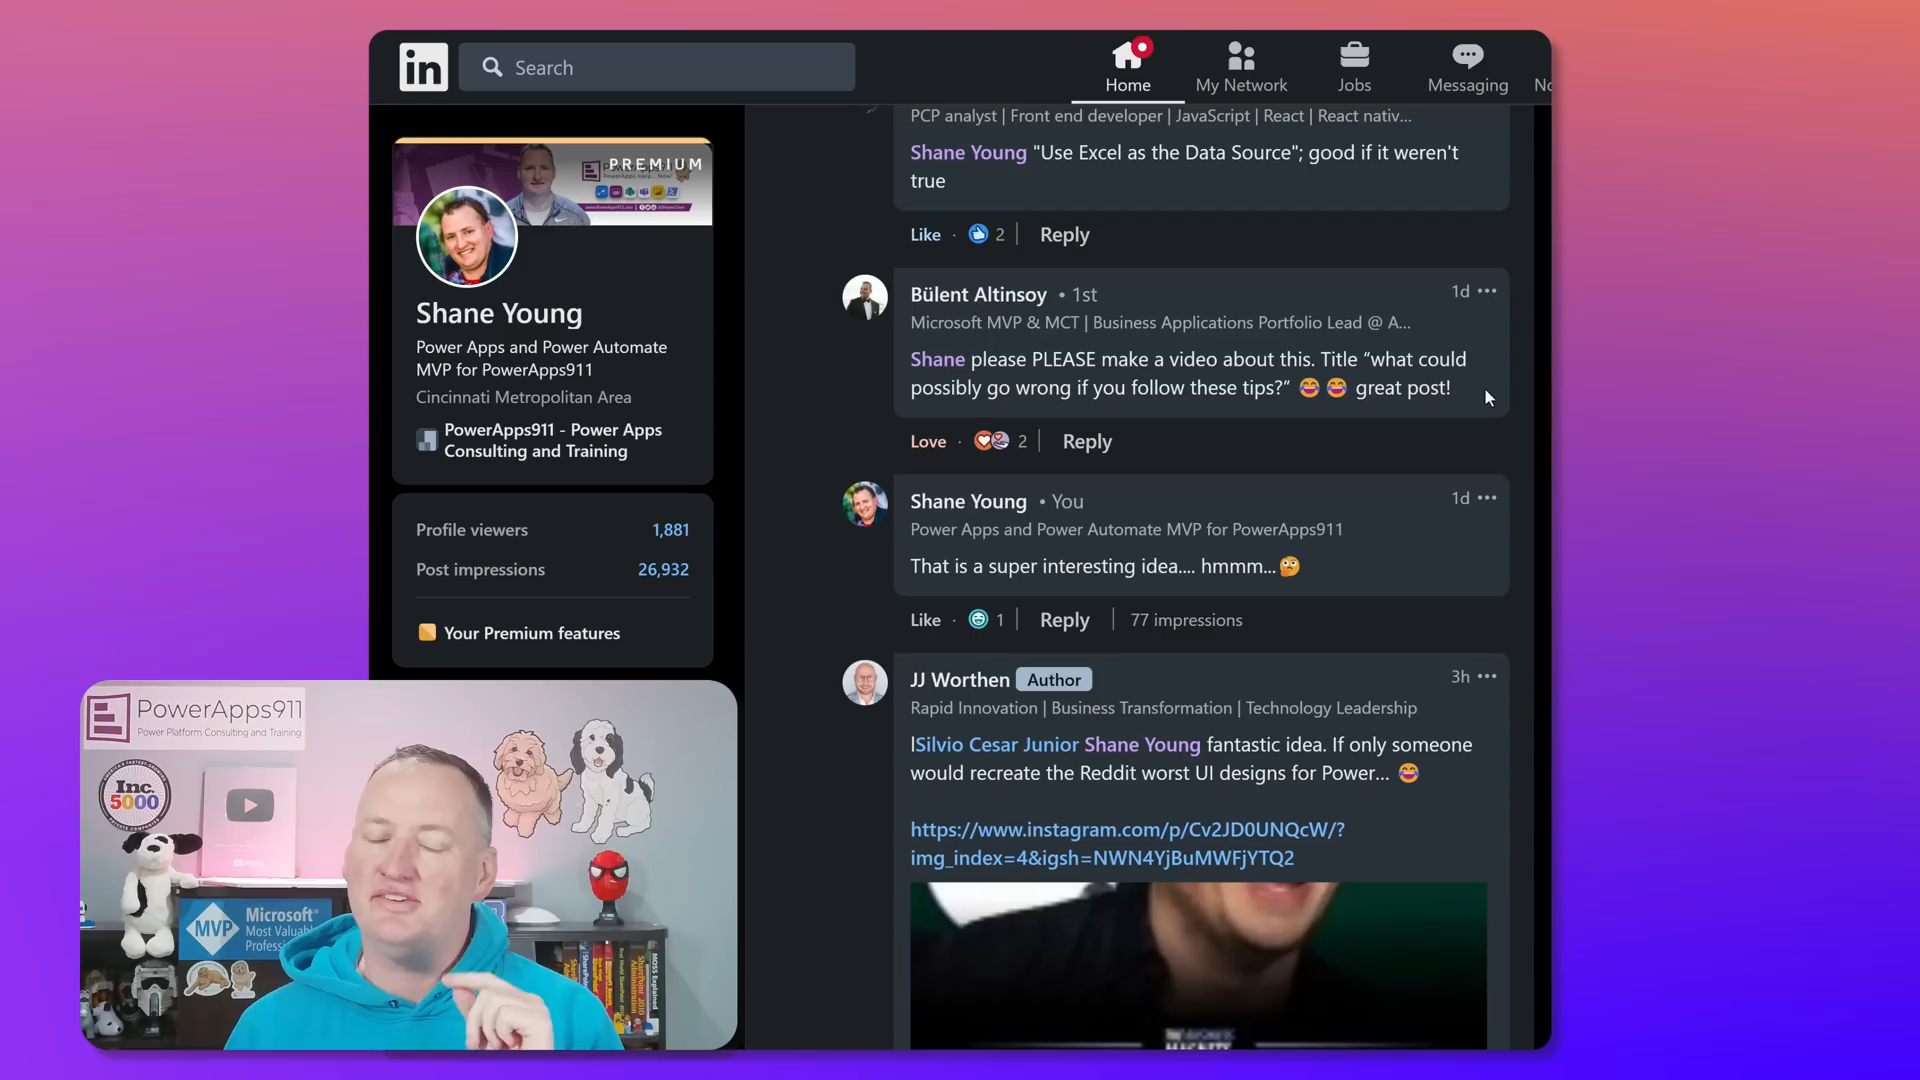 in
Search
Home
My Network
Jobs
Messaging
No
PREMIUM
Shane Young
Power Apps and Power Automate
MVP for PowerApps911
Cincinnati Metropolitan Area
PowerApps911 - Power Apps
Consulting and Training
Profile viewers 1,881
Post impressions 26,932
Your Premium features
PCP analyst | Front end developer | JavaScript | React | React nativ...
Shane Young "Use Excel as the Data Source"; good if it weren't
true
Like · 2 | Reply
Bülent Altinsoy • 1st
1d
Microsoft MVP & MCT | Business Applications Portfolio Lead @ A...
Shane please PLEASE make a video about this. Title “what could
possibly go wrong if you follow these tips?” 😂 😂 great post!
Love · 2 | Reply
Shane Young • You
1d
Power Apps and Power Automate MVP for PowerApps911
That is a super interesting idea.... hmmm...🤔
Like · 1 | Reply | 77 impressions
JJ Worthen Author
3h
Rapid Innovation | Business Transformation | Technology Leadership
lSilvio Cesar Junior Shane Young fantastic idea. If only someone
would recreate the Reddit worst UI designs for Power... 😂
https://www.instagram.com/p/Cv2JD0UNQcW/?
img_index=4&igsh=NWN4YjBuMWFjYTQ2
PowerApps911
Power Platform Consulting and Training
Inc.
5000
MVP
Microsoft
Most Valuable
MOSS Explained